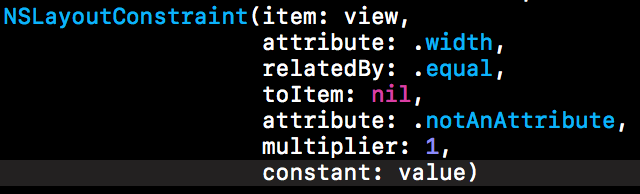 NSLayoutConstraint(item: view,
attribute: .width,
relatedBy: .equal,
toItem: nil,
attribute: .notAnAttribute,
multiplier: 1,
constant: value)